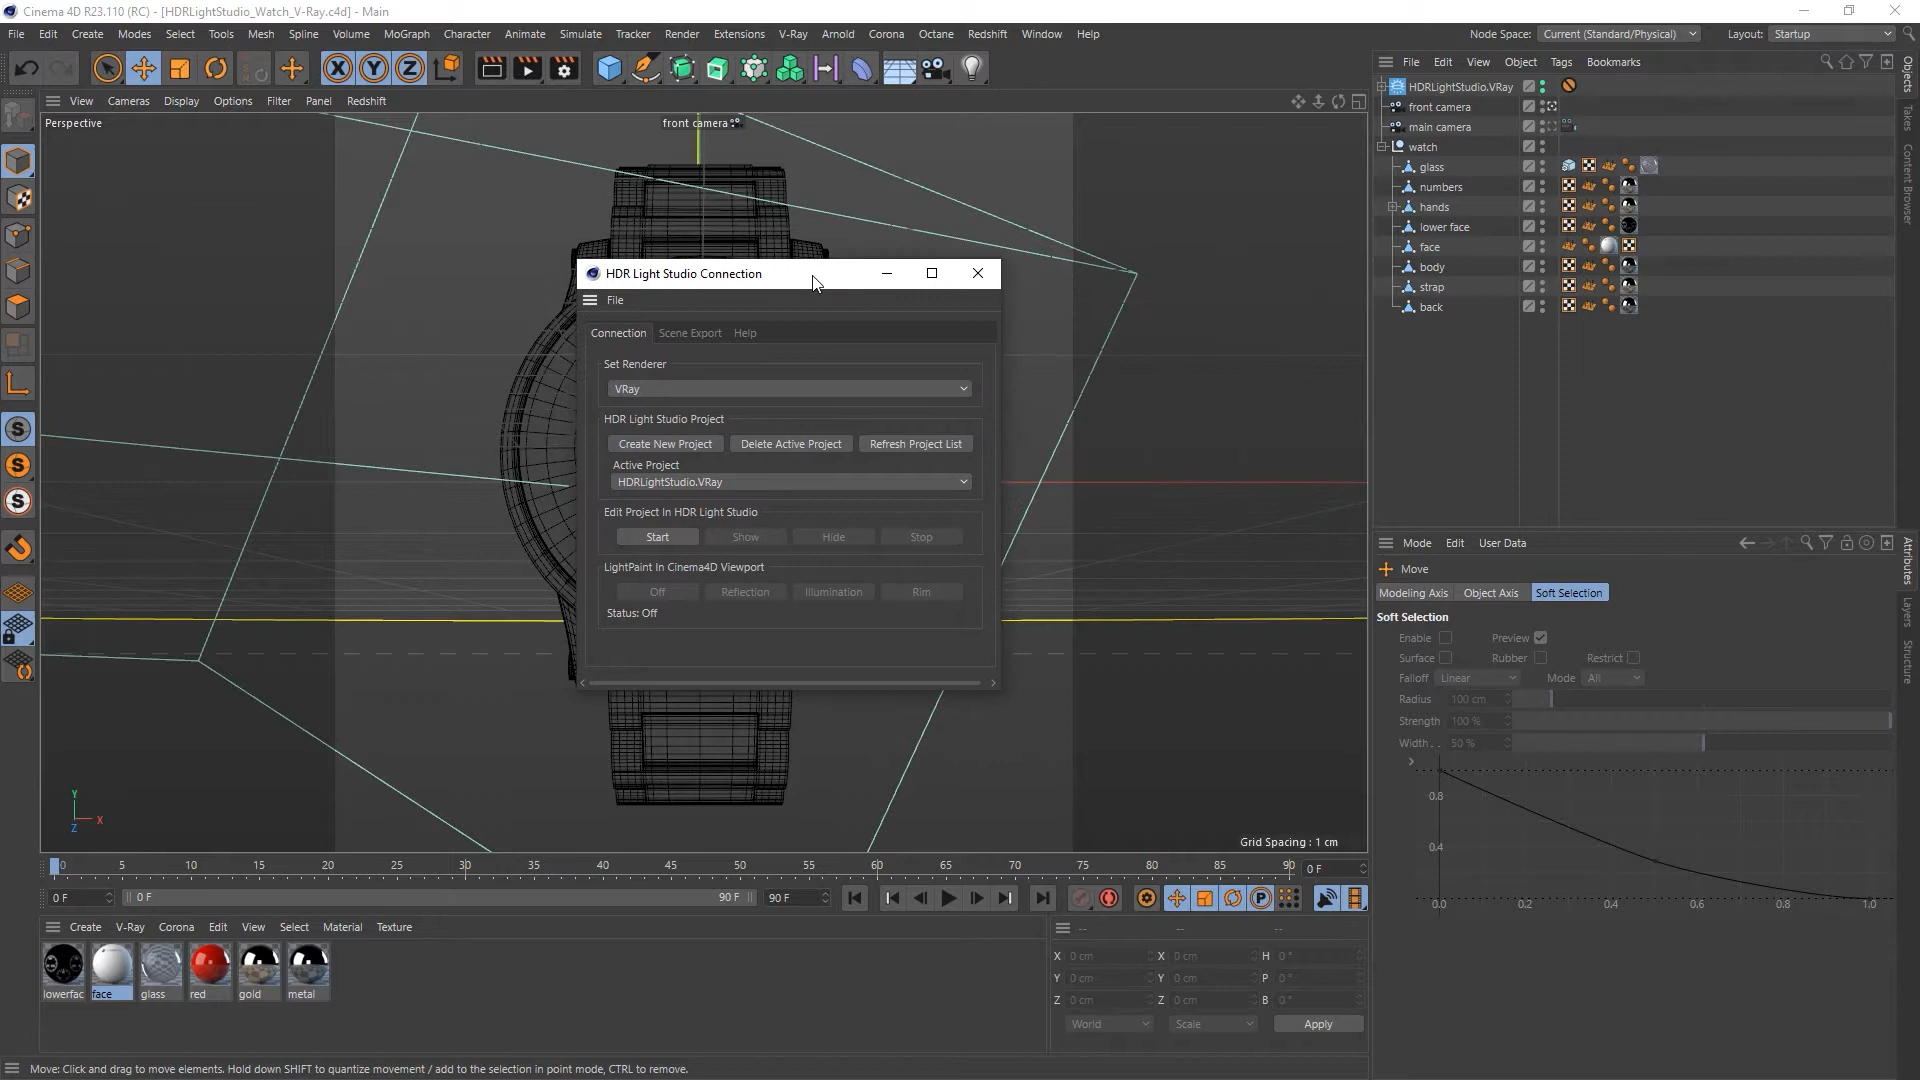 Cinema 4D R23.110 (RC) - [HDRLightStudio_Watch_V-Ray.c4d] - Main
File Edit Create Modes Select Tools Mesh Spline Volume MoGraph Character Animate Simulate Tracker Render Extensions V-Ray Arnold Corona Octane Redshift Window Help
Node Space: Current (Standard/Physical) Layout: Startup
View Cameras Display Options Filter Panel Redshift
Perspective
front camera
HDR Light Studio Connection
File
Connection Scene Export Help
Set Renderer
VRay
HDR Light Studio Project
Create New Project Delete Active Project Refresh Project List
Active Project
HDRLightStudio.VRay
Edit Project In HDR Light Studio
Start Show Hide Stop
LightPaint In Cinema4D Viewport
Off Reflection Illumination Rim
Status: Off
Y
X
Z
Grid Spacing : 1 cm
File Edit View Object Tags Bookmarks
HDRLightStudio.VRay
front camera
main camera
watch
glass
numbers
hands
lower face
face
body
strap
back
Objects
Takes
Content Browser
Mode Edit User Data
Move
Modeling Axis Object Axis Soft Selection
Soft Selection
Enable Preview
Surface Rubber Restrict
Falloff Linear Mode All
Radius 100 cm
Strength 100 %
Width . . 50 %
0.8
0.4
0.0 0.2 0.4 0.6 0.8 1.0
Attributes
Layers
Structure
0 5 10 15 20 25 30 35 40 45 50 55 60 65 70 75 80 85 90 0 F
0 F 0 F 90 F 90 F
Create V-Ray Corona Edit View Select Material Texture
lowerfac face glass red gold metal
-- -- --
X 0 cm X 0 cm H 0 °
Y 0 cm Y 0 cm P 0 °
Z 0 cm Z 0 cm B 0 °
World Scale Apply
Move: Click and drag to move elements. Hold down SHIFT to quantize movement / add to the selection in point mode, CTRL to remove.